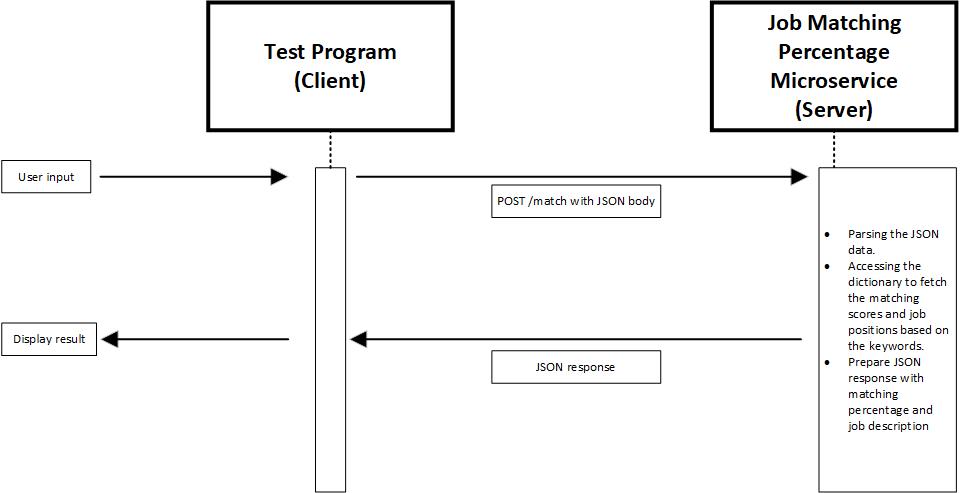 Test Program
(Client)
Job Matching
Percentage
Microservice
(Server)
User input
POST /match with JSON body
• Parsing the JSON
data.
• Accessing the
dictionary to fetch
the matching
scores and job
positions based on
the keywords.
• Prepare JSON
response with
matching
percentage and
job description
Display result
JSON response